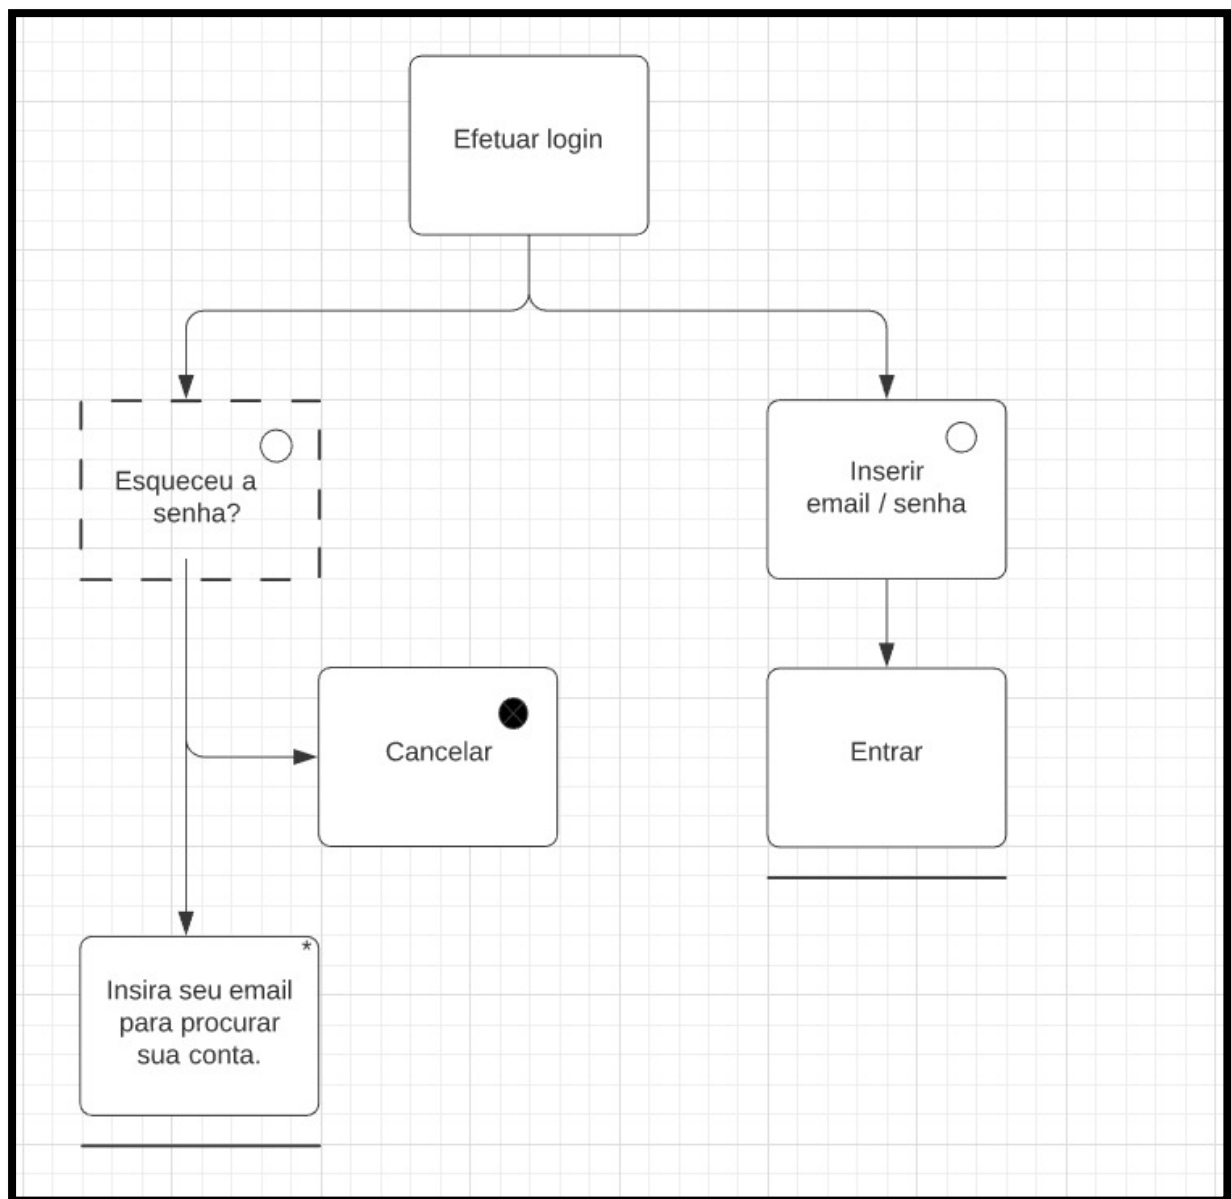 Efetuar login
Esqueceu a
senha?
Inserir
email / senha
Cancelar
Entrar
*
Insira seu email
para procurar
sua conta.